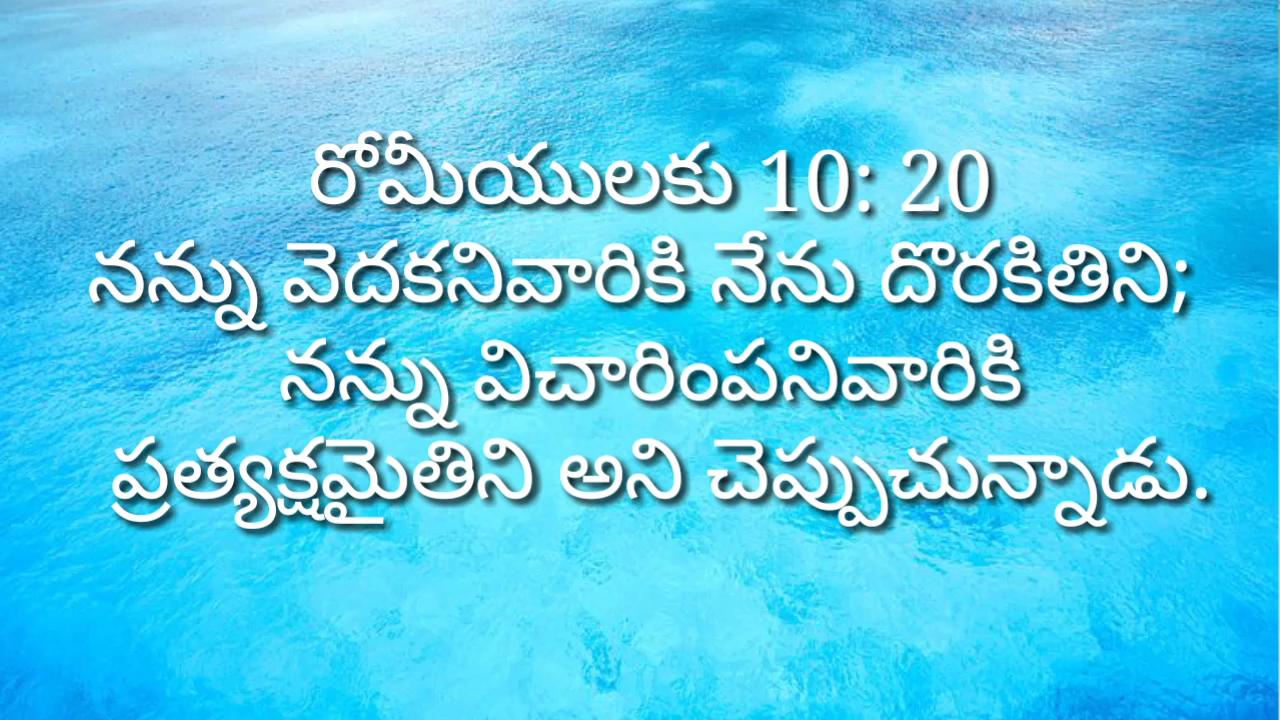 రోమీయులకు 10: 20
నన్ను వెదకనివారికి నేను దొరకితిని;
నన్ను విచారింపనివారికి
ప్రత్యక్షమైతిని అని చెప్పుచున్నాడు.